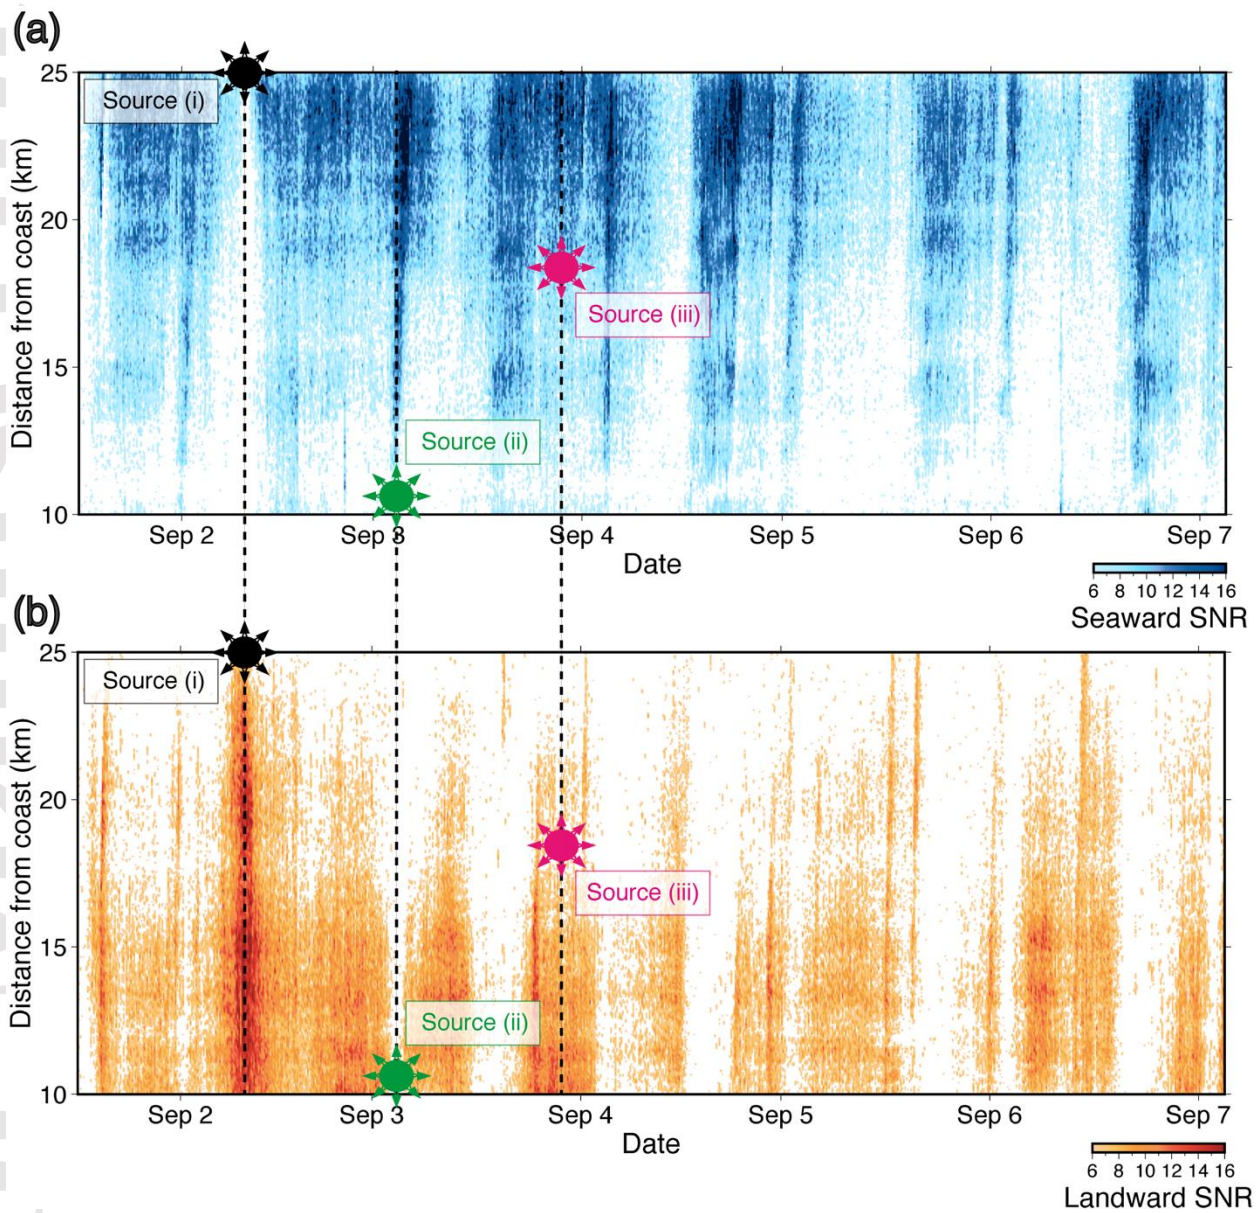 (a)
25
20
15
10
Distance from coast (km)
Source (i)
Source (iii)
Source (ii)
Sep 2 Sep 3 Sep 4 Sep 5 Sep 6 Sep 7
Date
6 8 10 12 14 16
Seaward SNR
(b)
25
20
15
10
Distance from coast (km)
Source (i)
Source (iii)
Source (ii)
Sep 2 Sep 3 Sep 4 Sep 5 Sep 6 Sep 7
Date
6 8 10 12 14 16
Landward SNR